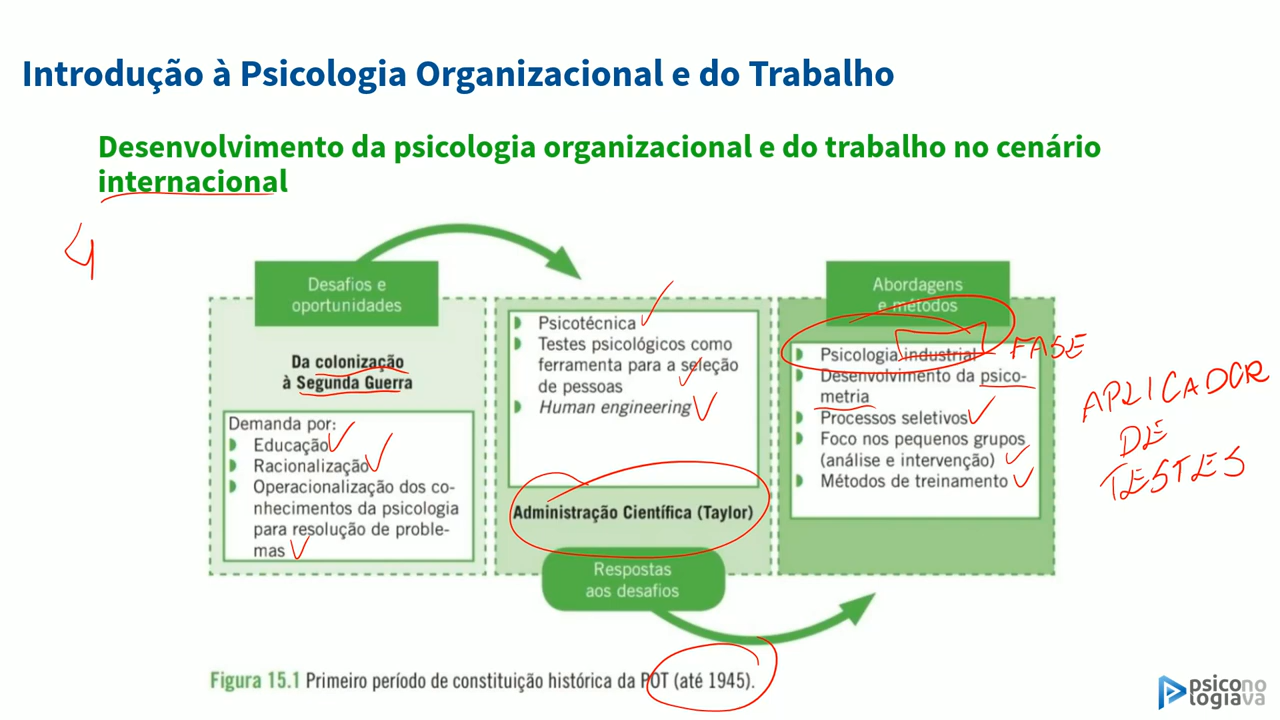 Introdução à Psicologia Organizacional e do Trabalho
Desenvolvimento da psicologia organizacional e do trabalho no cenário
internacional
4
Desafios e
oportunidades
Da colonização
à Segunda Guerra
Demanda por:
Educação
Racionalização
Operacionalização dos co-
nhecimentos da psicologia
para resolução de proble-
mas
Psicotécnica
Testes psicológicos como
ferramenta para a seleção
de pessoas
Human engineering
Administração Científica (Taylor)
Respostas
aos desafios
Abordagens
e métodos
Psicologia industrial
Desenvolvimento da psico-
metria
Processos seletivos
Foco nos pequenos grupos
(análise e intervenção)
Métodos de treinamento
FASE
APLICADOR
DE
TESTES
Figura 15.1 Primeiro período de constituição histórica da POT (até 1945).
psicono
logiava